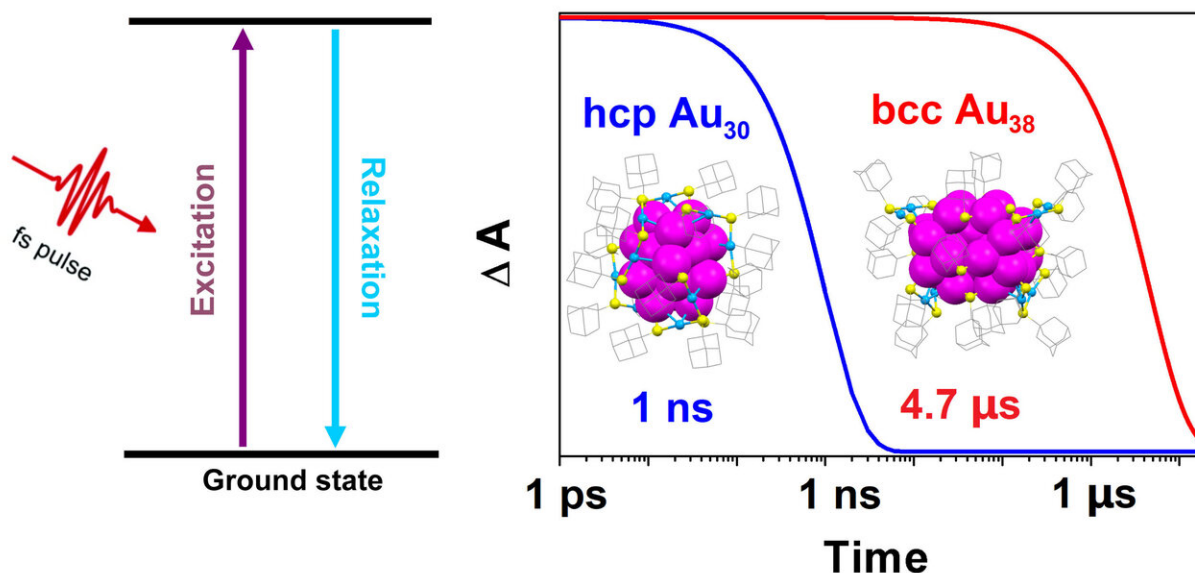 fs pulse
Excitation
Relaxation
Ground state
Δ A
hcp Au₃₀
bcc Au₃₈
1 ns
4.7 µs
1 ps
1 ns
1 µs
Time